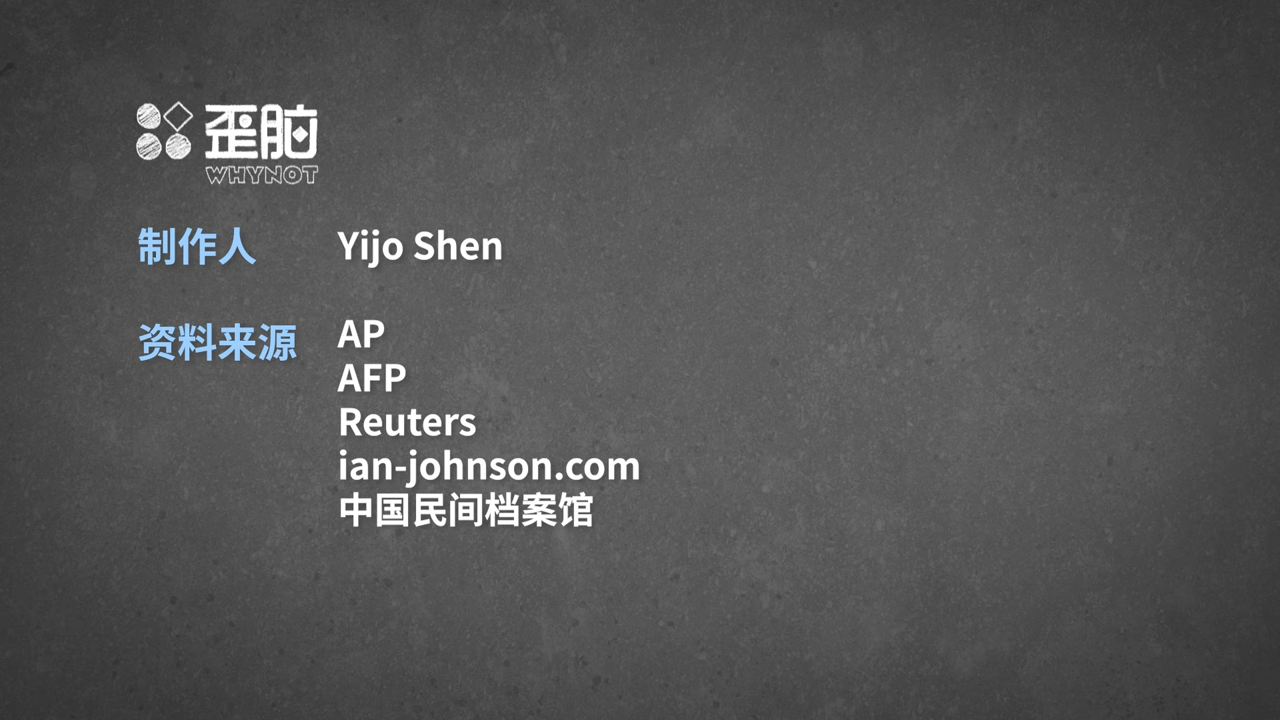 歪脑
WHYNOT
制作人 Yijo Shen
资料来源 AP
AFP
Reuters
ian-johnson.com
中国民间档案馆